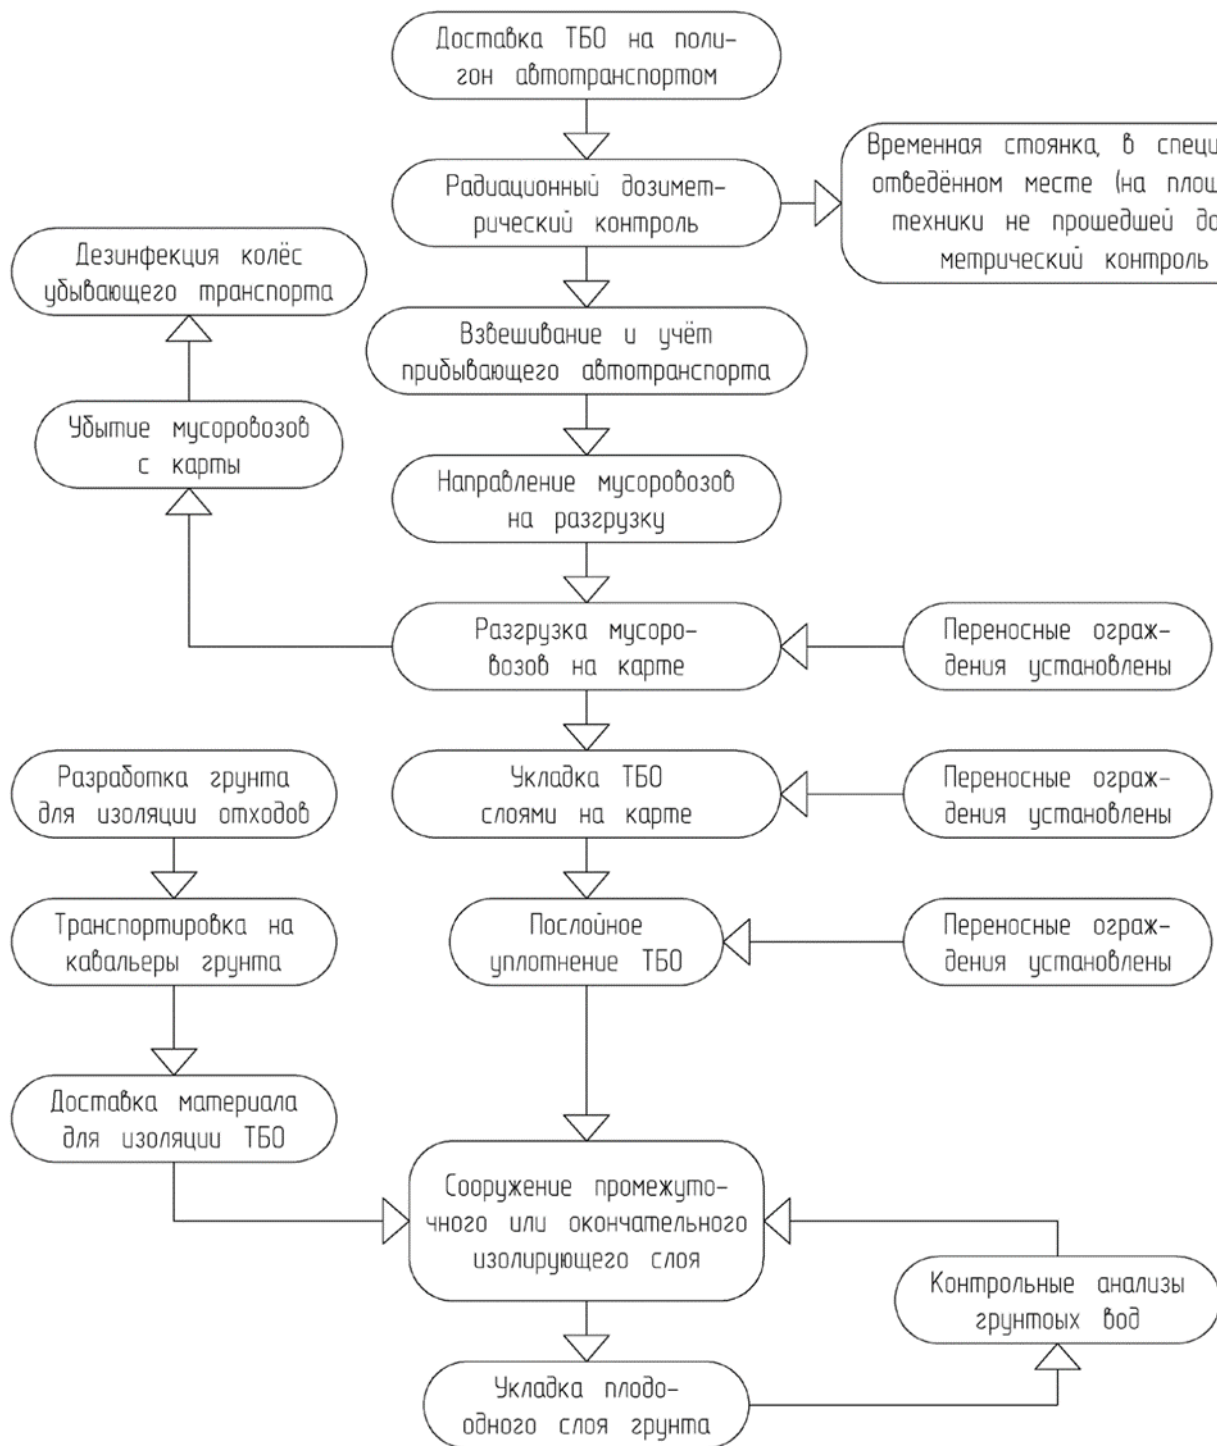 Доставка ТБО на поли-
гон автотранспортом
Радиационный дозимет-
рический контроль
Временная стоянка, в
отведённом месте (на
техники не прошедшей
метрический контроль
Дезинфекция колёс
убывающего транспорта
Взвешивание и учёт
прибывающего автотранспорта
Убытие мусоровозов
с карты
Направление мусоровозов
на разгрузку
Разгрузка мусоро-
возов на карте
Переносные ограж-
дения установлены
Разработка грунта
для изоляции отходов
Укладка ТБО
слоями на карте
Переносные ограж-
дения установлены
Транспортировка на
кавальеры грунта
Послойное
уплотнение ТБО
Переносные ограж-
дения установлены
Доставка материала
для изоляции ТБО
Сооружение промежуто-
чного или окончательного
изолирующего слоя
Контрольные анализы
грунтоых вод
Укладка плодо-
одного слоя грунта